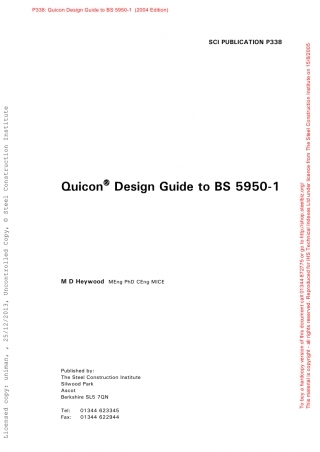 P338: Quicon Design Guide to BS 5950-1 (2004 Edition)
SCI PUBLICATION P338
Quicon® Design Guide to BS 5950-1
M D Heywood MEng PhD CEng MICE
Published by:
The Steel Construction Institute
Silwood Park
Ascot
Berkshire SL5 7QN
Tel: 01344 623345
Fax: 01344 622944
Licensed copy: uniman, , 25/12/2013, Uncontrolled Copy, © Steel Construction Institute
To buy a hardcopy version of this document call 01344 872775 or go to http://shop.steelbiz.org/
This material is copyright - all rights reserved. Reproduced for IHS Technical Indexes Ltd under licence from The Steel Construction Institute on 15/8/2005